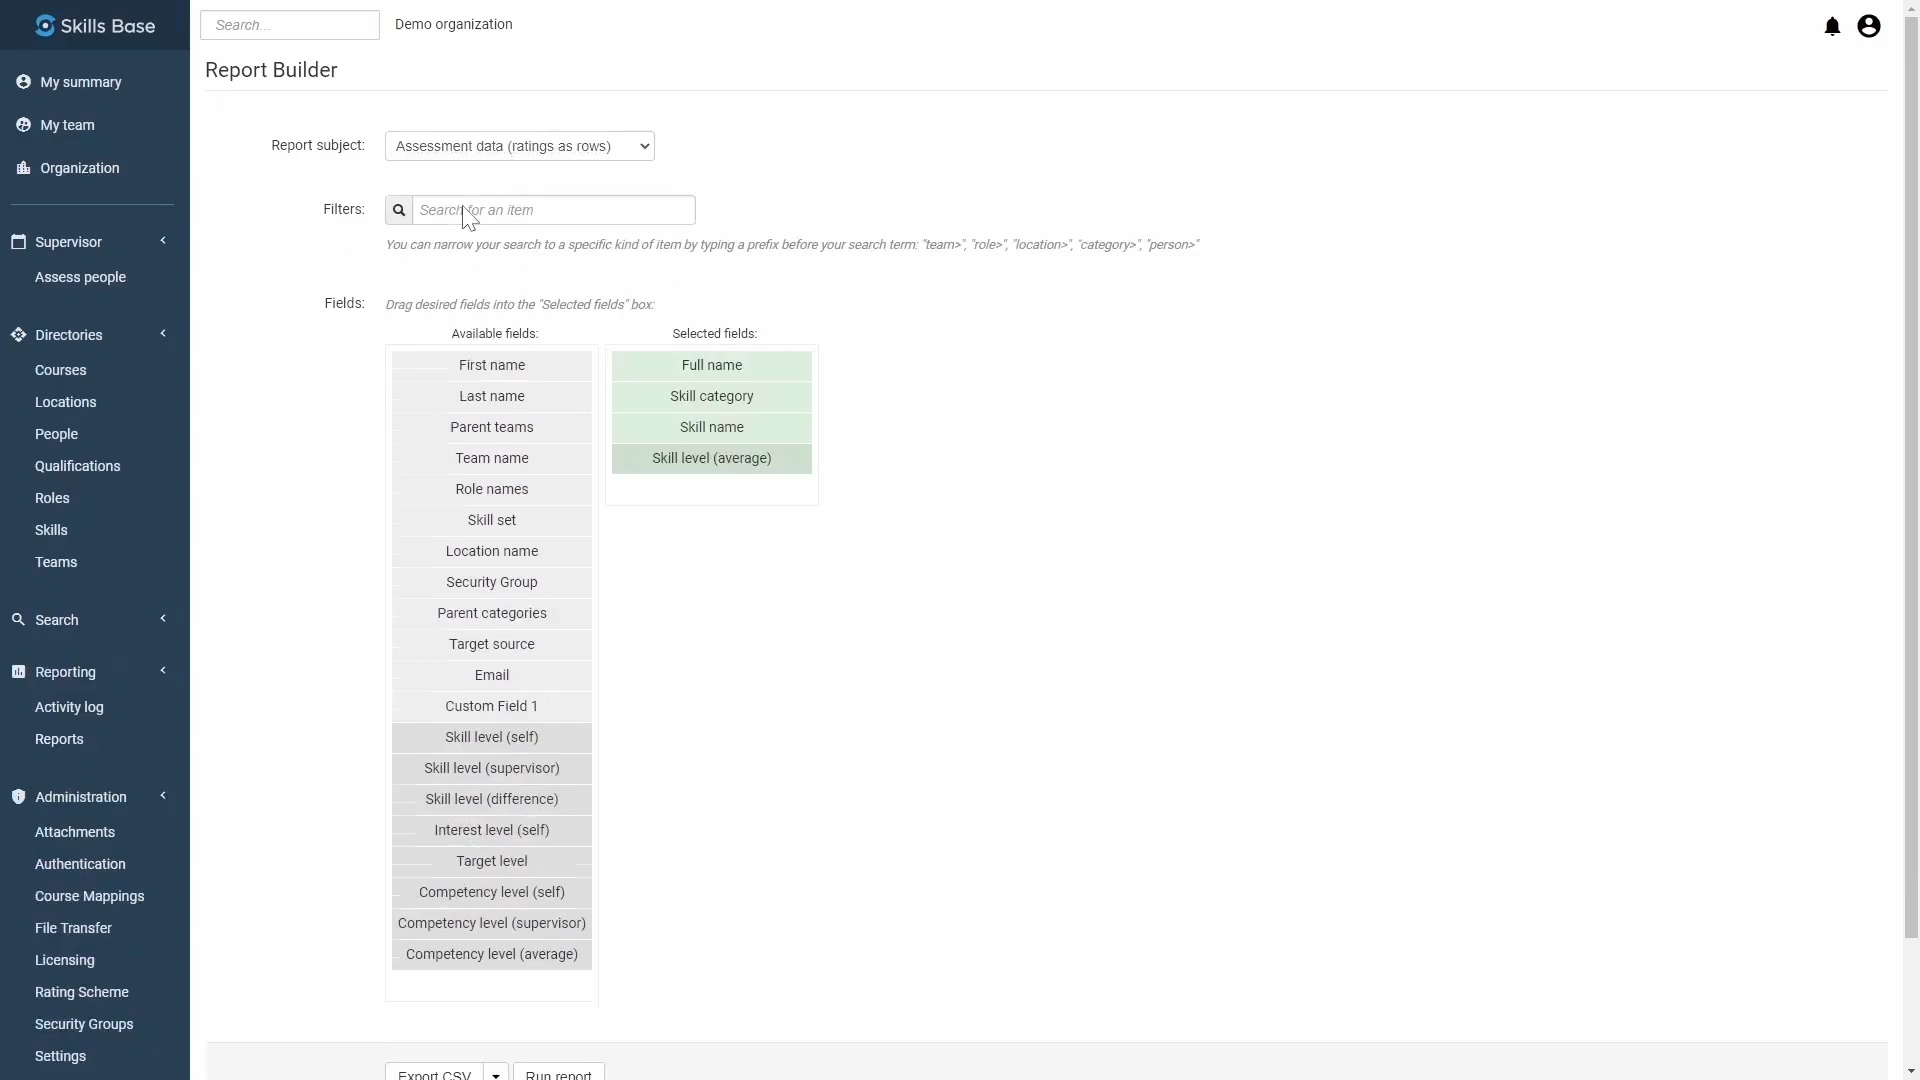 Skills Base
Search...
Demo organization
My summary
My team
Organization
Supervisor
Assess people
Directories
Courses
Locations
People
Qualifications
Roles
Skills
Teams
Search
Reporting
Activity log
Reports
Administration
Attachments
Authentication
Course Mappings
File Transfer
Licensing
Rating Scheme
Security Groups
Settings
Report Builder
Report subject:
Assessment data (ratings as rows)
Filters:
Search for an item
You can narrow your search to a specific kind of item by typing a prefix before your search term: "team>", "role>", "location>", "category>", "person>"
Fields:
Drag desired fields into the "Selected fields" box:
Available fields:
First name
Last name
Parent teams
Team name
Role names
Skill set
Location name
Security Group
Parent categories
Target source
Email
Custom Field 1
Skill level (self)
Skill level (supervisor)
Skill level (difference)
Interest level (self)
Target level
Competency level (self)
Competency level (supervisor)
Competency level (average)
Selected fields:
Full name
Skill category
Skill name
Skill level (average)
Export CSV
Run report